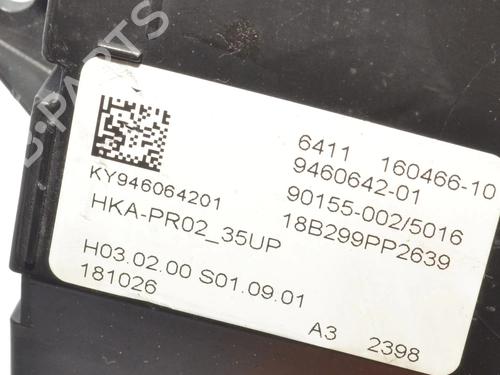 B-PARTS
6411 160466-10
9460642-01
KY946064201
90155-002/5016
HKA-PR02_35UP
18B299PP2639
H03.02.00 S01.09.01
181026
A3 2398